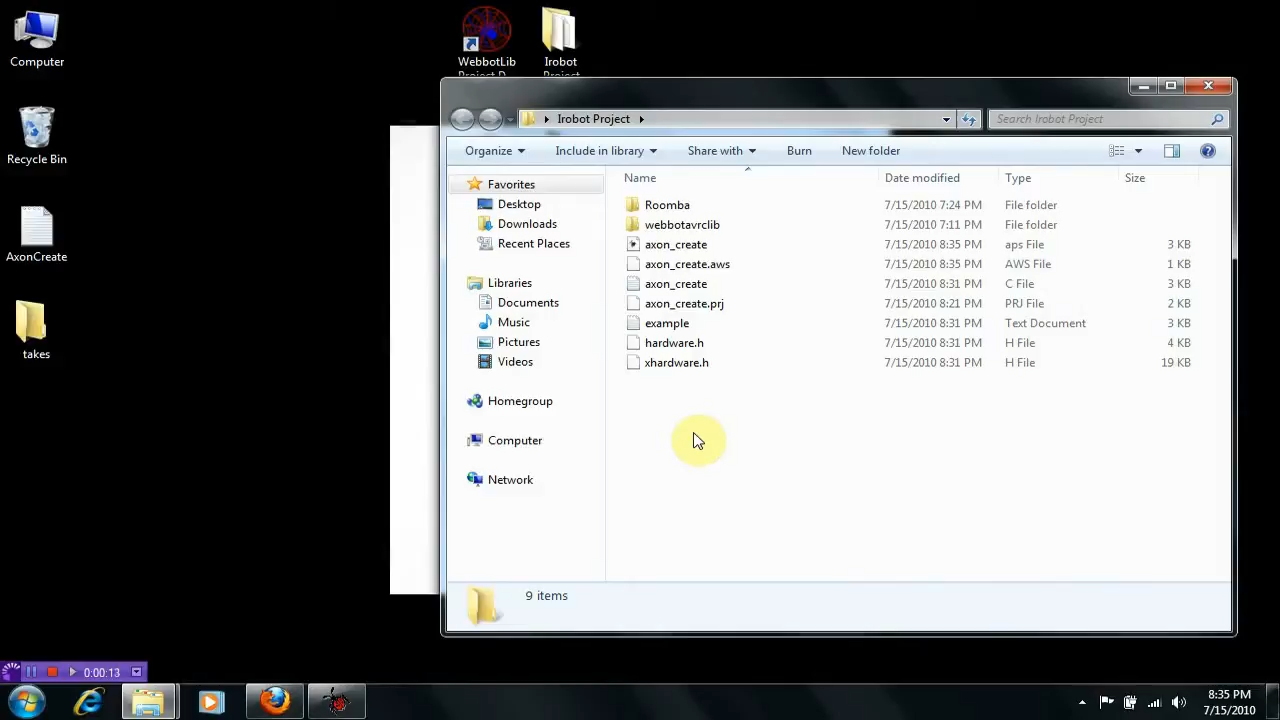 Computer
Recycle Bin
AxonCreate
takes
WebbotLib
Project D
Irobot
Project
Irobot Project
Search Irobot Project
Organize Include in library Share with Burn New folder
Favorites
Desktop
Downloads
Recent Places
Libraries
Documents
Music
Pictures
Videos
Homegroup
Computer
Network
Name Date modified Type Size
Roomba 7/15/2010 7:24 PM File folder
webbotavrclib 7/15/2010 7:11 PM File folder
axon_create 7/15/2010 8:35 PM aps File 3 KB
axon_create.aws 7/15/2010 8:35 PM AWS File 1 KB
axon_create 7/15/2010 8:31 PM C File 3 KB
axon_create.prj 7/15/2010 8:21 PM PRJ File 2 KB
example 7/15/2010 8:31 PM Text Document 3 KB
hardware.h 7/15/2010 8:31 PM H File 4 KB
xhardware.h 7/15/2010 8:31 PM H File 19 KB
9 items
0:00:13
8:35 PM
7/15/2010